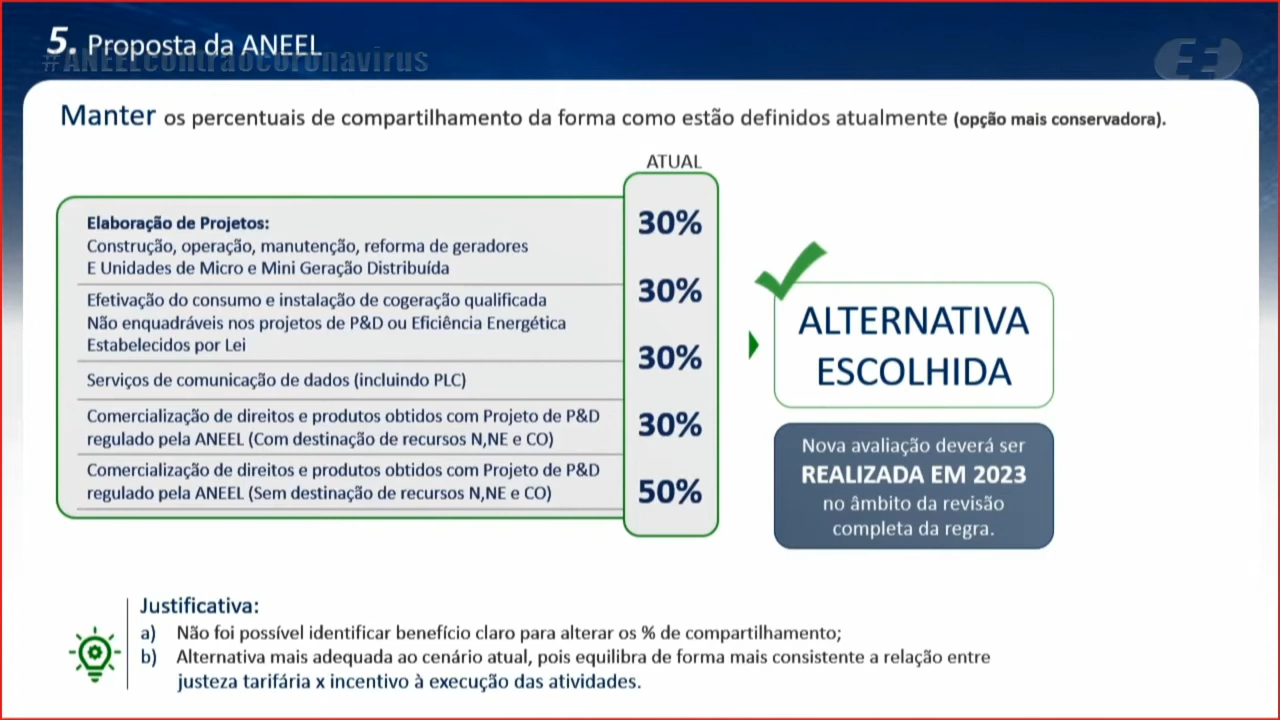 5. Proposta da ANEEL
#ANEELcontraocoronavirus
Manter os percentuais de compartilhamento da forma como estão definidos atualmente (opção mais conservadora).
ATUAL
Elaboração de Projetos:
Construção, operação, manutenção, reforma de geradores
E Unidades de Micro e Mini Geração Distribuída
30%
Efetivação do consumo e instalação de cogeração qualificada
Não enquadráveis nos projetos de P&D ou Eficiência Energética
Estabelecidos por Lei
30%
Serviços de comunicação de dados (incluindo PLC)
30%
Comercialização de direitos e produtos obtidos com Projeto de P&D
regulado pela ANEEL (Com destinação de recursos N,NE e CO)
30%
Comercialização de direitos e produtos obtidos com Projeto de P&D
regulado pela ANEEL (Sem destinação de recursos N,NE e CO)
50%
ALTERNATIVA
ESCOLHIDA
Nova avaliação deverá ser
REALIZADA EM 2023
no âmbito da revisão
completa da regra.
Justificativa:
a) Não foi possível identificar benefício claro para alterar os % de compartilhamento;
b) Alternativa mais adequada ao cenário atual, pois equilibra de forma mais consistente a relação entre
justeza tarifária x incentivo à execução das atividades.